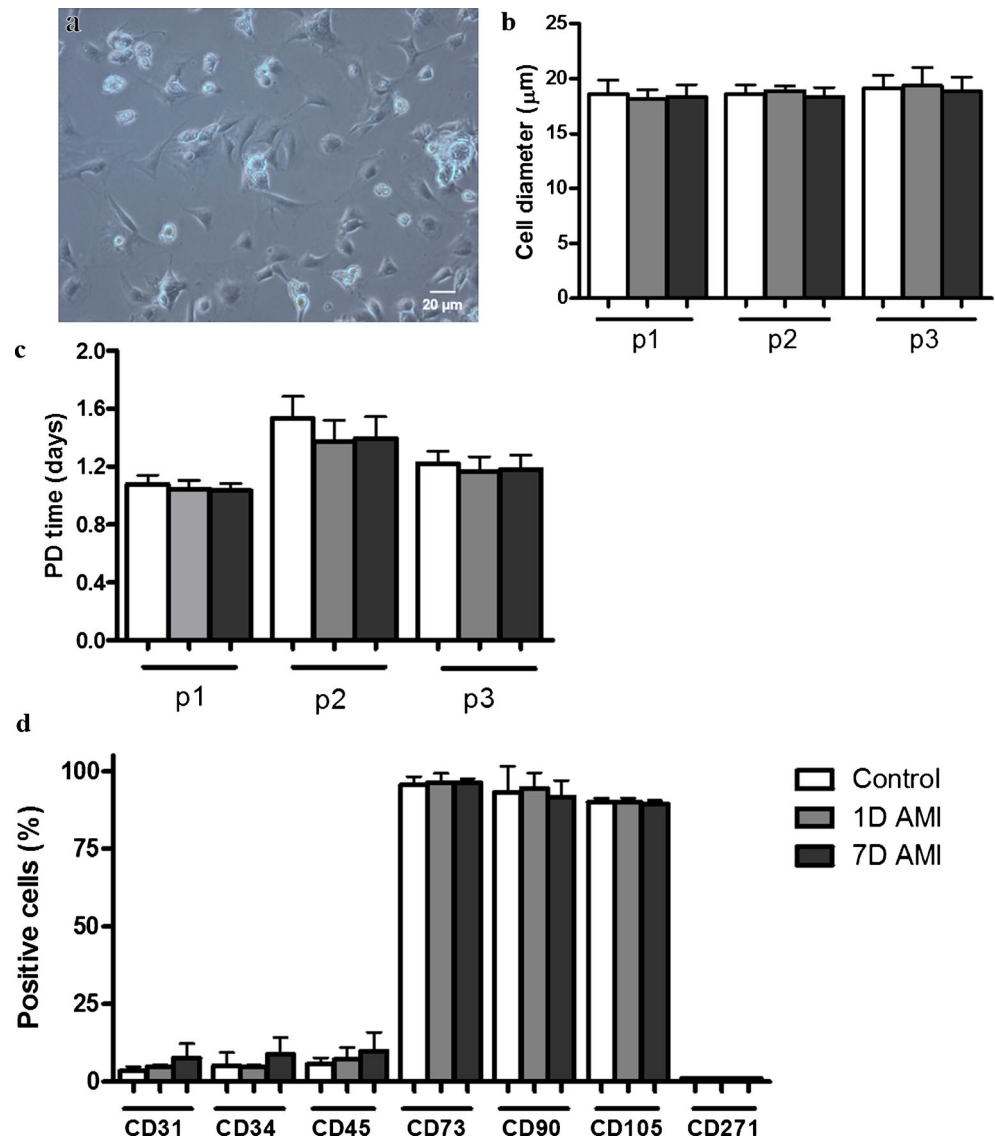 a
20 μm
b
Cell diameter (μm)
25
20
15
10
5
0
p1 p2 p3
c
PD time (days)
2.0
1.6
1.2
0.8
0.4
0.0
p1 p2 p3
d
Positive cells (%)
100
75
50
25
0
CD31 CD34 CD45 CD73 CD90 CD105 CD271
Control
1D AMI
7D AMI